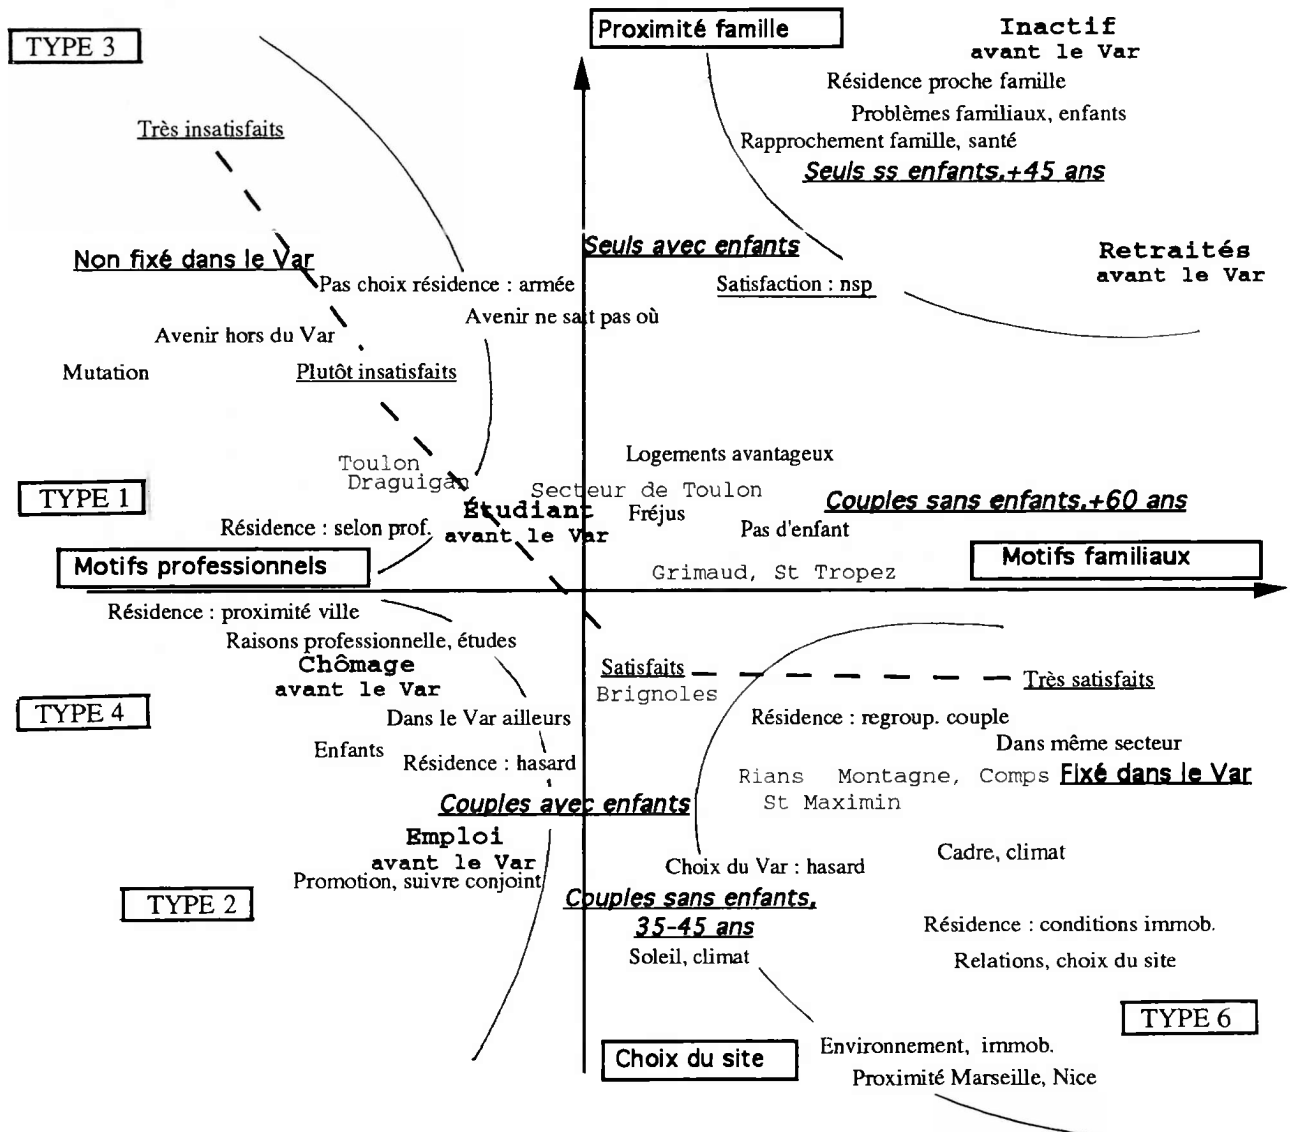 Proximité famille
Inactif
avant le Var
TYPE 3
Résidence proche famille
Problèmes familiaux, enfants
Très insatisfaits
Rapprochement famille, santé
Seuls ss enfants,+45 ans
Non fixé dans le Var
Seuls avec enfants
Retraités
avant le Var
Pas choix résidence : armée
Satisfaction : nsp
Avenir ne sait pas où
Avenir hors du Var
Mutation
Plutôt insatisfaits
Logements avantageux
Toulon
Draguigan
Secteur de Toulon
TYPE 1
Couples sans enfants,+60 ans
Étudiant
avant le Var
Fréjus
Résidence : selon prof.
Pas d'enfant
Motifs professionnels
Motifs familiaux
Grimaud, St Tropez
Résidence : proximité ville
Raisons professionnelle, études
Chômage
avant le Var
Satisfaits
Très satisfaits
Brignoles
TYPE 4
Dans le Var ailleurs
Résidence : regroup. couple
Enfants
Dans même secteur
Résidence : hasard
Rians Montagne, Comps
Fixé dans le Var
St Maximin
Couples avec enfants
Emploi
avant le Var
Cadre, climat
Choix du Var : hasard
Promotion, suivre conjoint
TYPE 2
Couples sans enfants,
35-45 ans
Résidence : conditions immob.
Soleil, climat
Relations, choix du site
TYPE 6
Choix du site
Environnement, immob.
Proximité Marseille, Nice